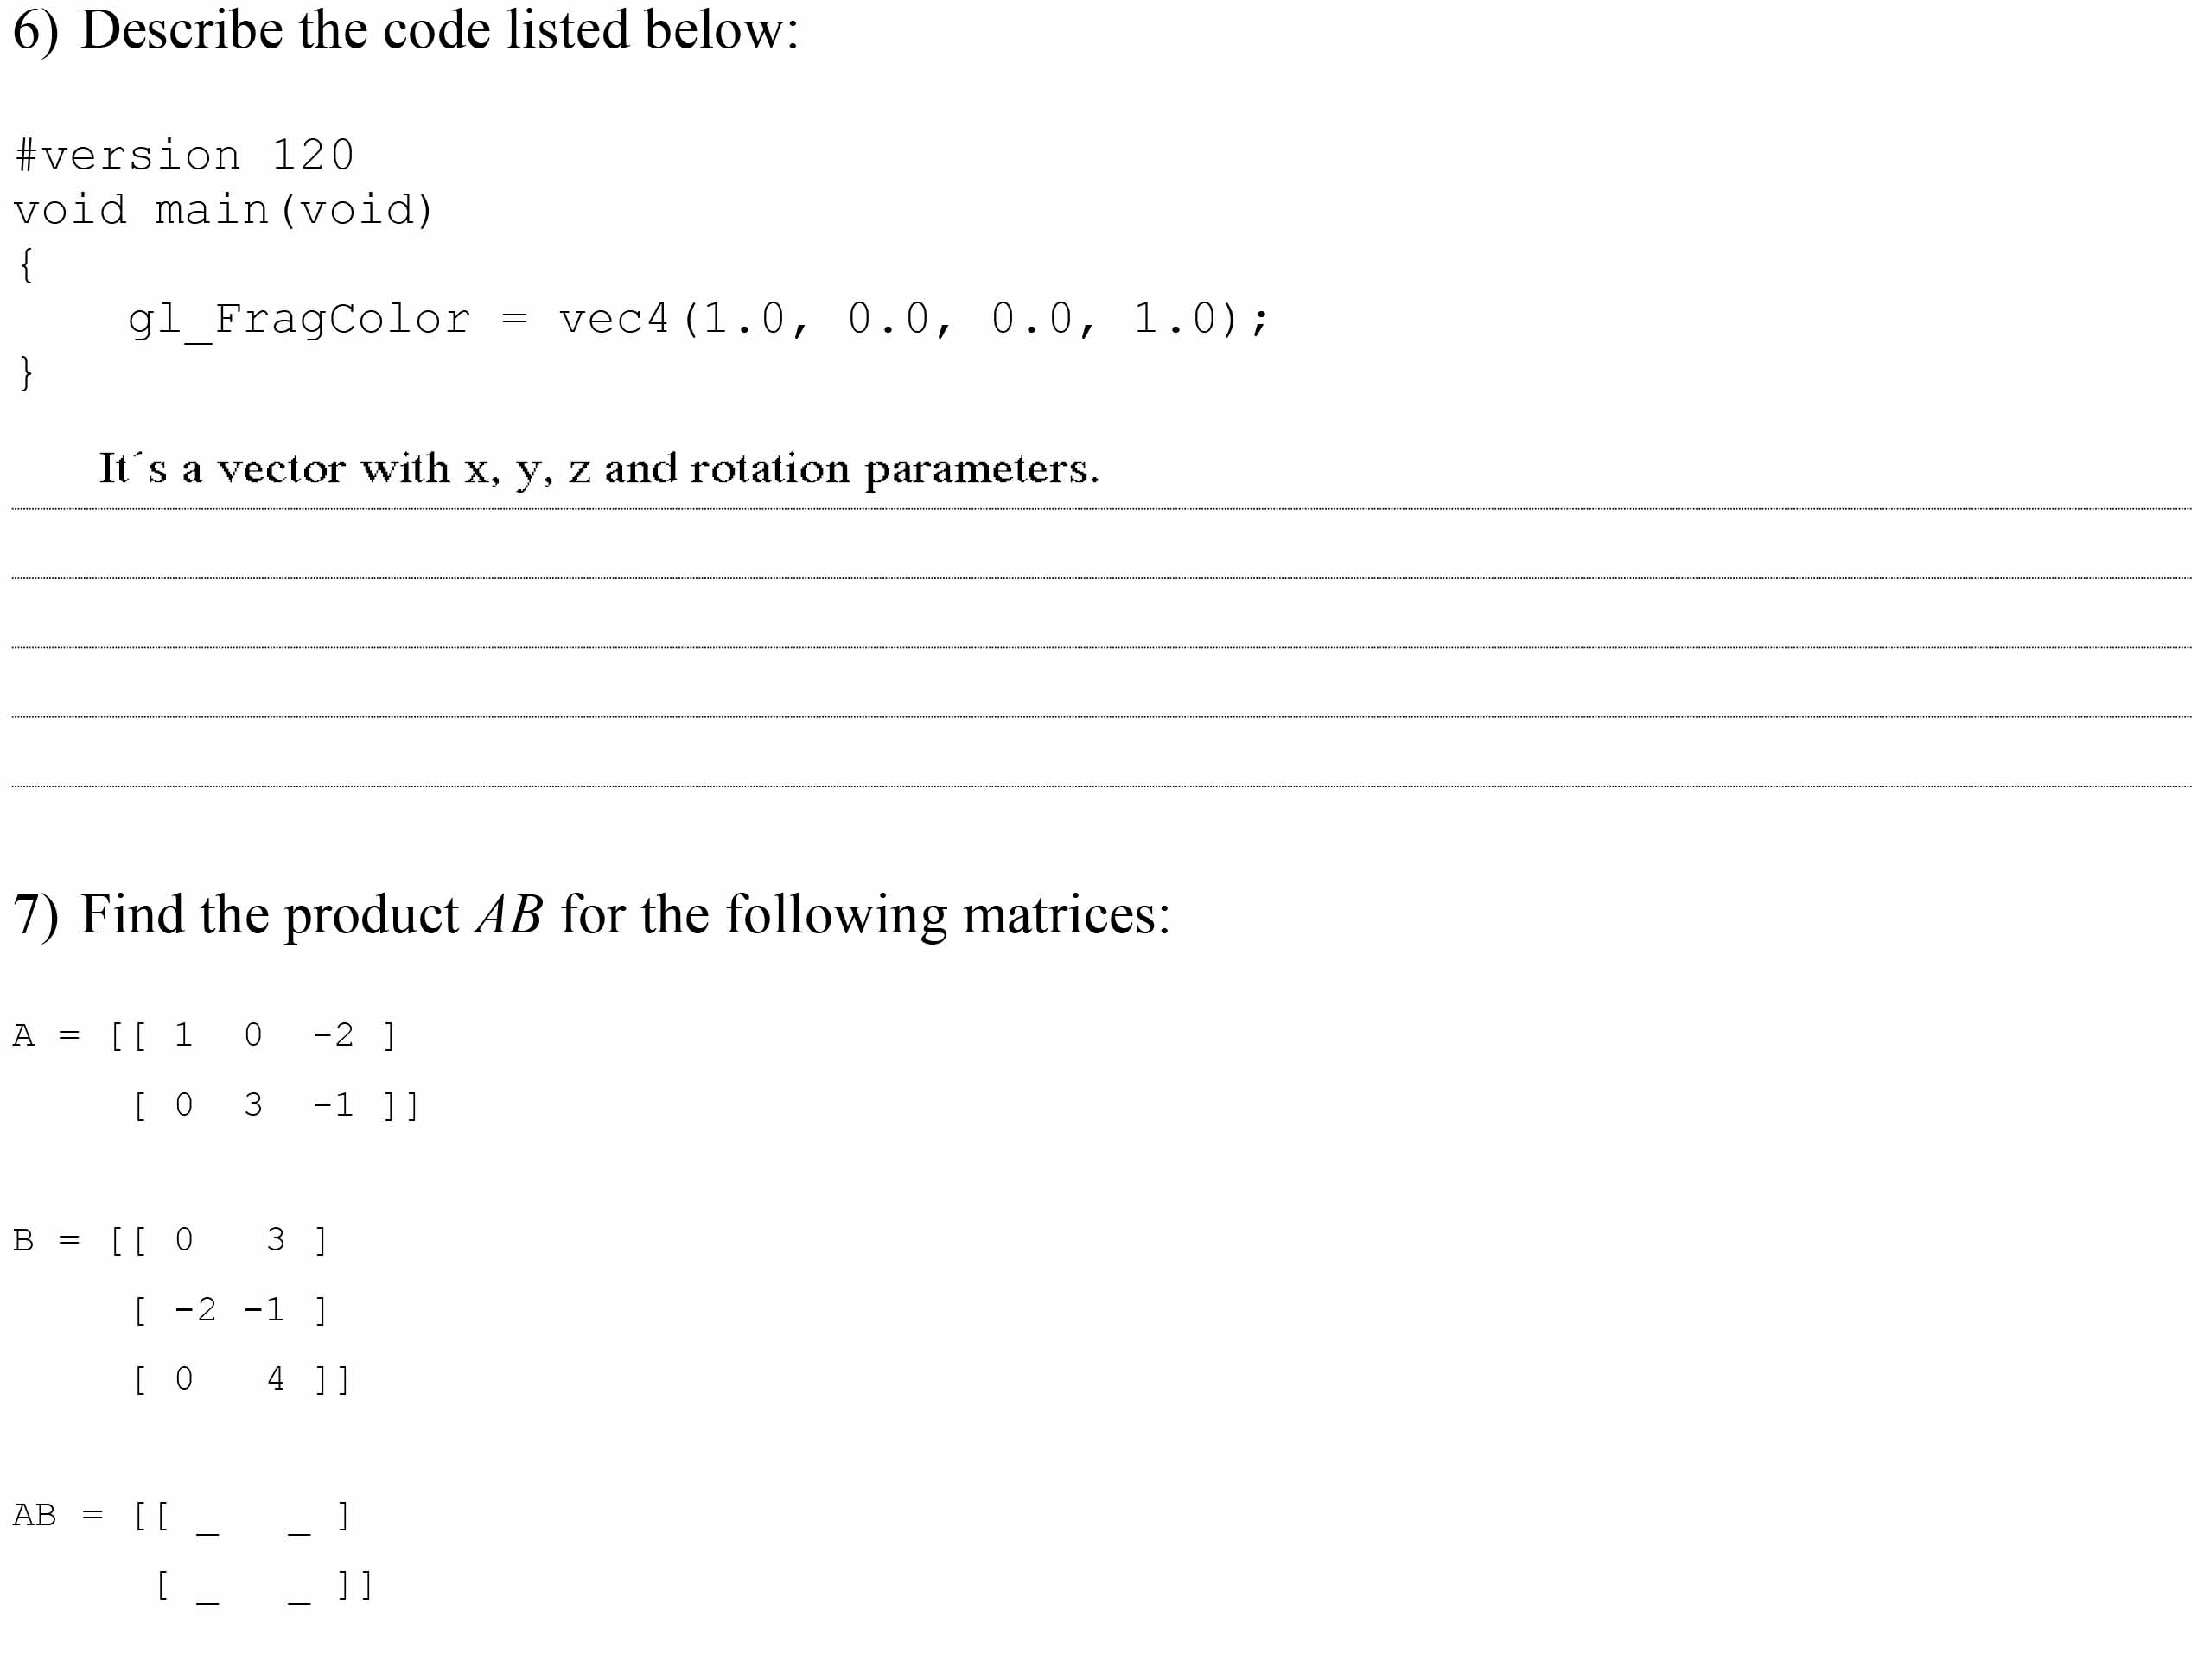 6) Describe the code listed below:
#version 120
void main(void)
{
    gl_FragColor = vec4(1.0, 0.0, 0.0, 1.0);
}
It´s a vector with x, y, z and rotation parameters.
7) Find the product AB for the following matrices:
A = [[ 1  0  -2 ]
     [ 0  3  -1 ]]
B = [[ 0   3 ]
     [ -2 -1 ]
     [ 0   4 ]]
AB = [[ _   _ ]
      [ _   _ ]]